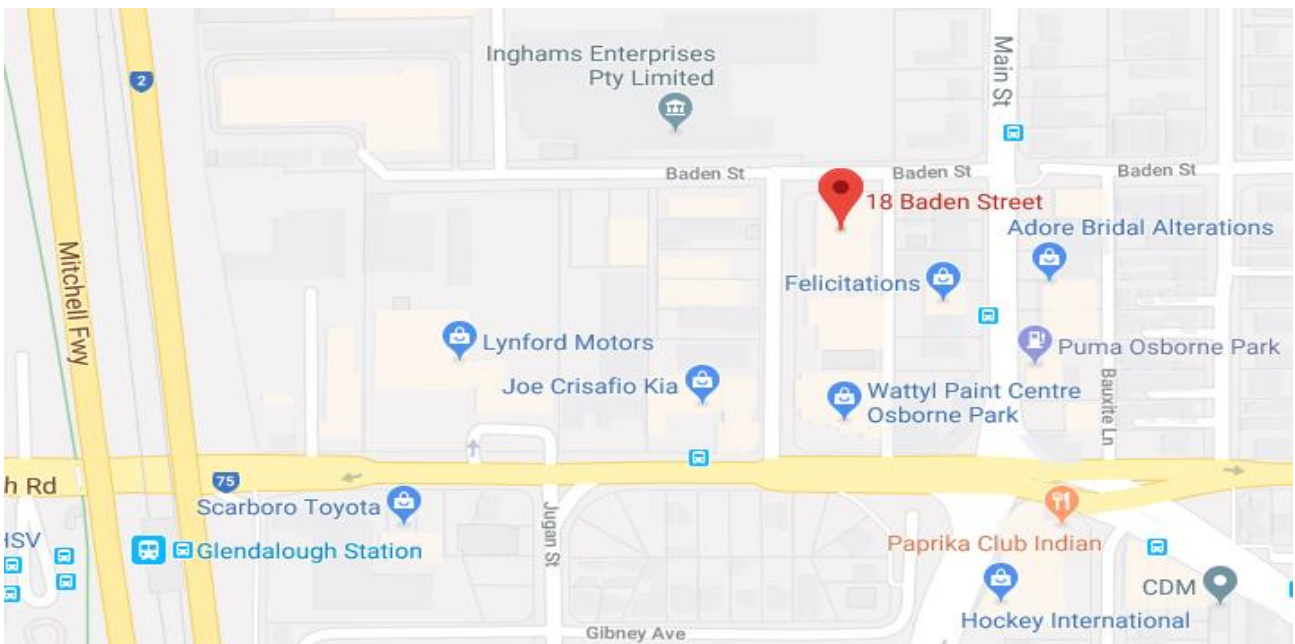 Inghams Enterprises
Pty Limited
Main St
2
Baden St
Baden St
Baden St
18 Baden Street
Adore Bridal Alterations
Mitchell Fwy
Felicitations
Lynford Motors
Puma Osborne Park
Joe Crisafio Kia
Wattyl Paint Centre
Osborne Park
Bauxite Ln
h Rd
75
Scarboro Toyota
Jugan St
HSV
Glendalough Station
Paprika Club Indian
CDM
Hockey International
Gibney Ave